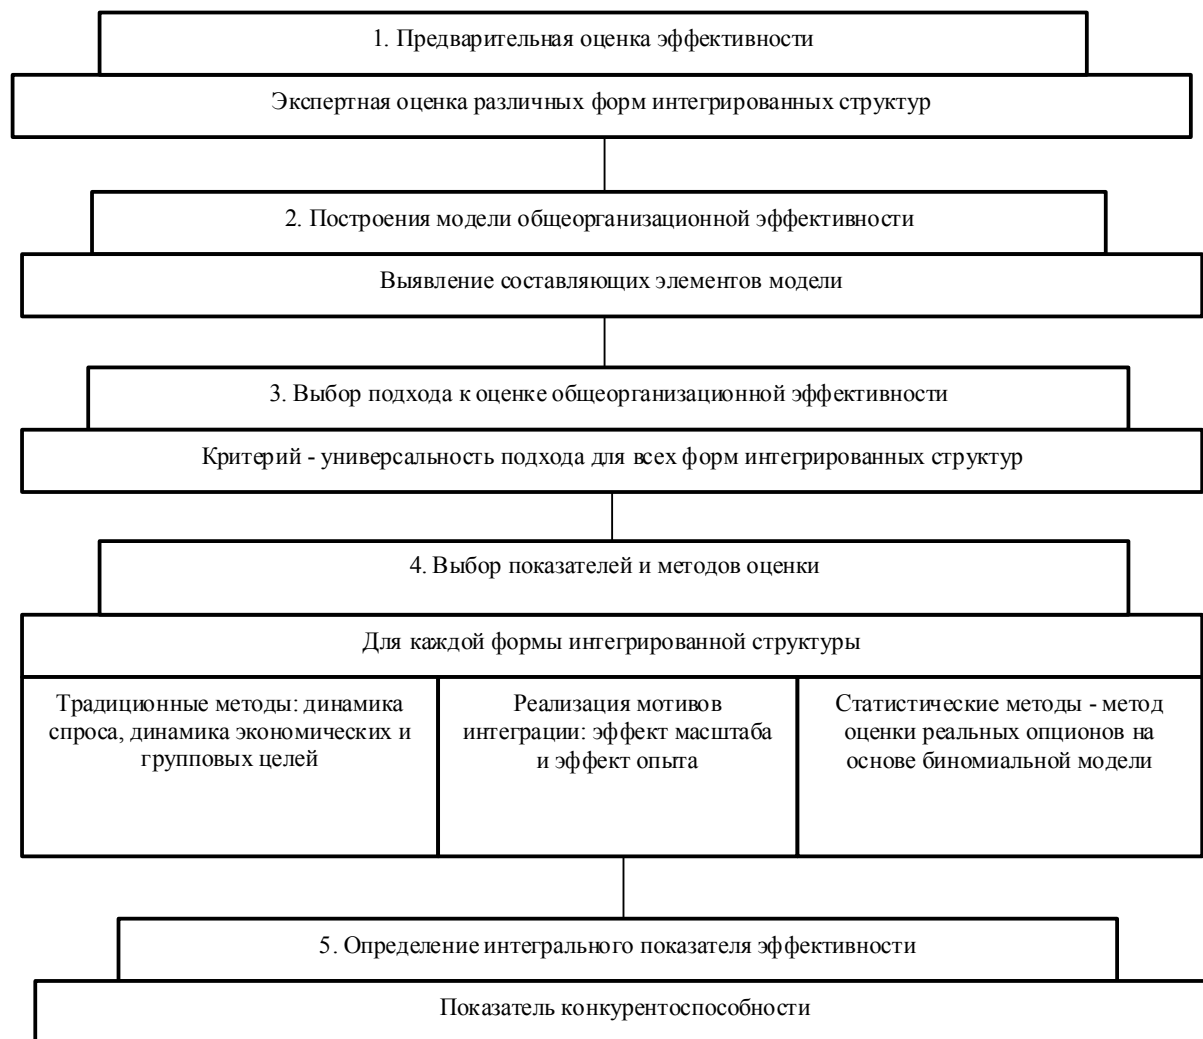 1. Предварительная оценка эффективности
Экспертная оценка различных форм интегрированных структур
2. Построения модели общеорганизационной эффективности
Выявление составляющих элементов модели
3. Выбор подхода к оценке общеорганизационной эффективности
Критерий - универсальность подхода для всех форм интегрированных структур
4. Выбор показателей и методов оценки
Для каждой формы интегрированной структуры
Традиционные методы: динамика
спроса, динамика экономических и
групповых целей
Реализация мотивов
интеграции: эффект масштаба
и эффект опыта
Статистические методы - метод
оценки реальных опционов на
основе биномиальной модели
5. Определение интегрального показателя эффективности
Показатель конкурентоспособности